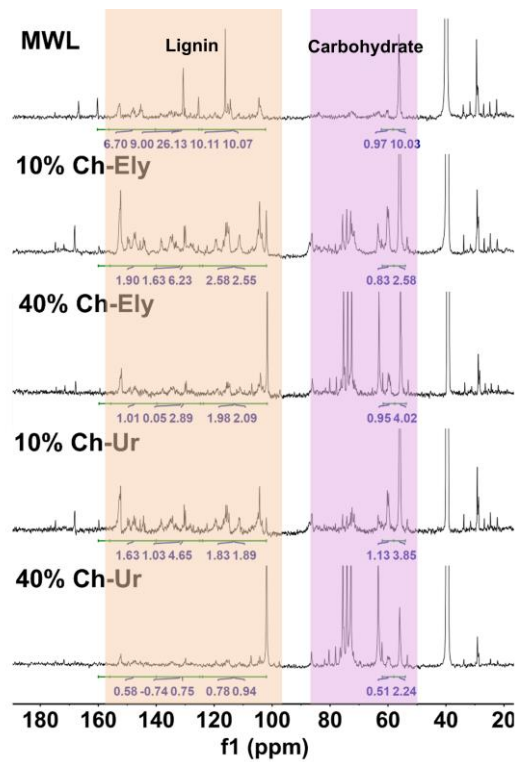 MWL
Lignin
Carbohydrate
6.70 9.00 26.13 10.11 10.07 0.97 10.03
10% Ch-Ely
1.90 1.63 6.23 2.58 2.55 0.83 2.58
40% Ch-Ely
1.01 0.05 2.89 1.98 2.09 0.95 4.02
10% Ch-Ur
1.63 1.03 4.65 1.83 1.89 1.13 3.85
40% Ch-Ur
0.58 -0.74 0.75 0.78 0.94 0.51 2.24
180 160 140 120 100 80 60 40 20
f1 (ppm)